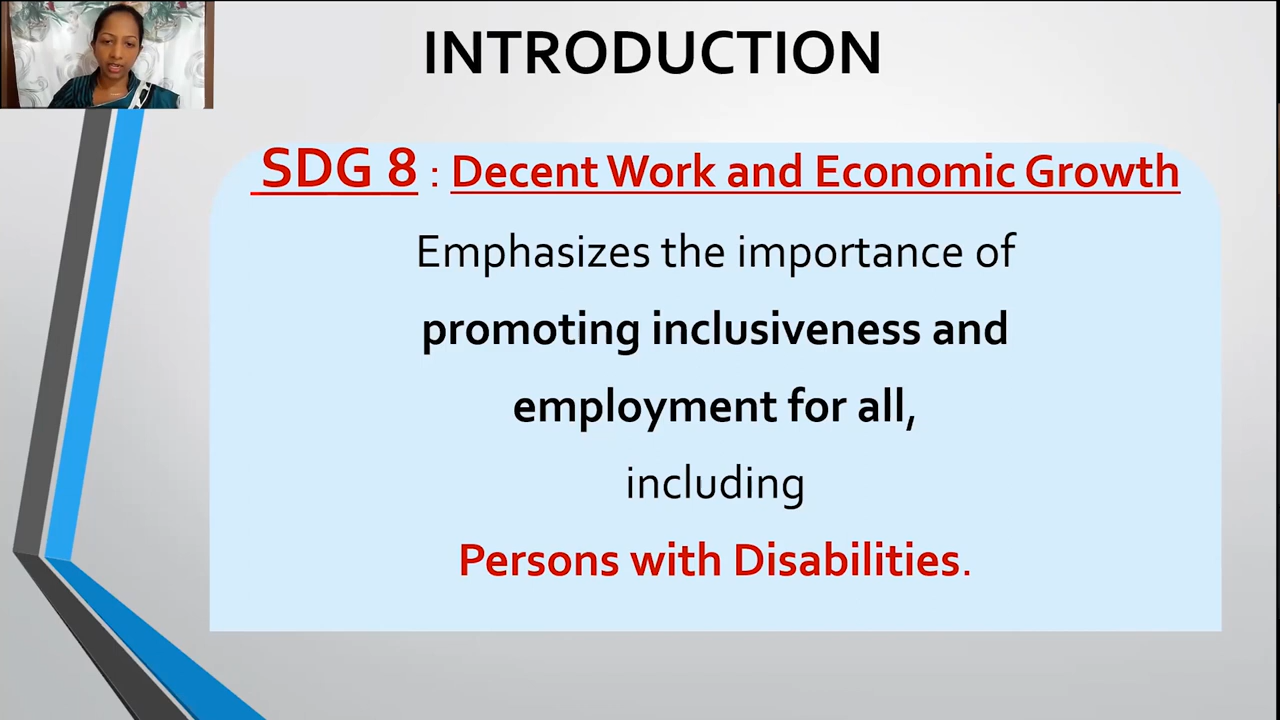 INTRODUCTION
SDG 8 : Decent Work and Economic Growth
Emphasizes the importance of
promoting inclusiveness and
employment for all,
including
Persons with Disabilities.